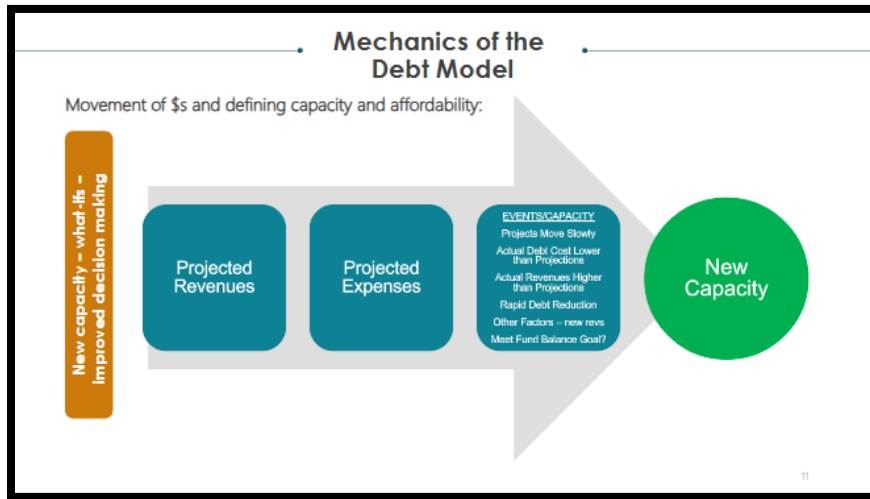 Mechanics of the
Debt Model
Movement of $s and defining capacity and affordability:
New capacity – what-ifs –
improved decision making
Projected
Revenues
Projected
Expenses
EVENTS/CAPACITY
Projects Move Slowly
Actual Debt Cost Lower
than Projections
Actual Revenues Higher
than Projections
Rapid Debt Reduction
Other Factors – new revs
Meet Fund Balance Goal?
New
Capacity
11